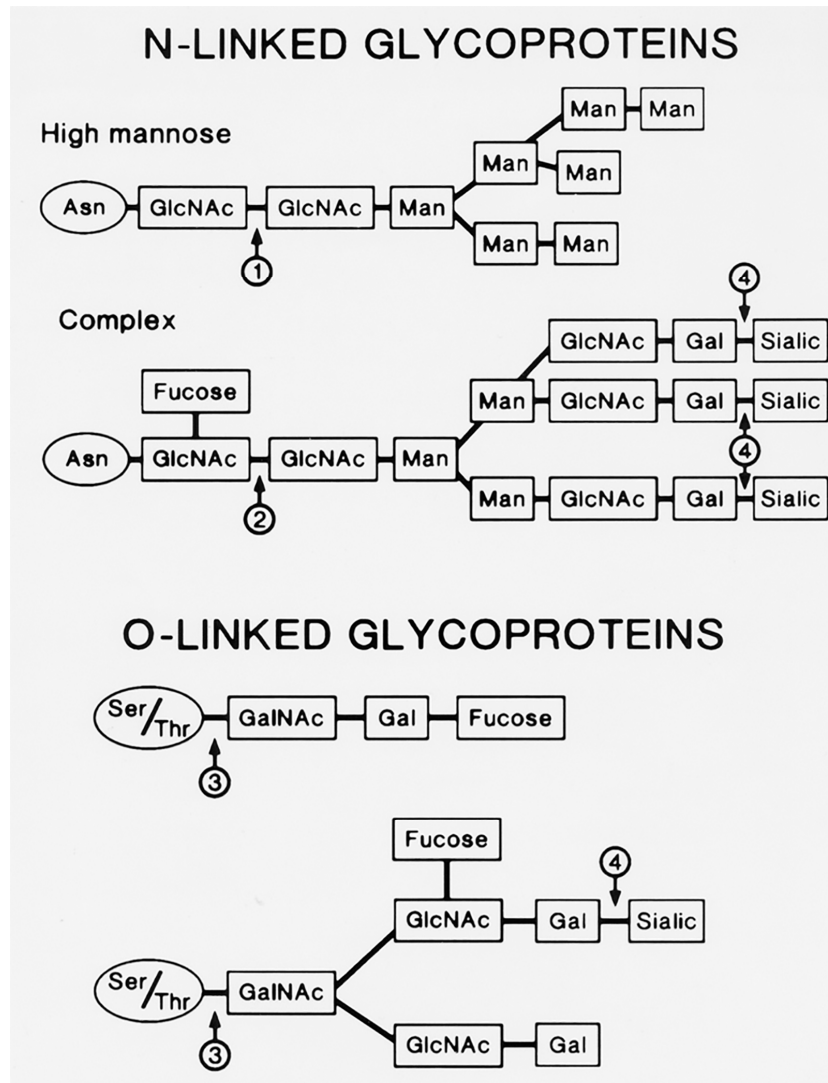 N-LINKED GLYCOPROTEINS
High mannose
Man Man
Man
Man
Asn GlcNAc GlcNAc Man
Man Man
1
4
Complex
GlcNAc Gal Sialic
Fucose
Man GlcNAc Gal Sialic
4
Asn GlcNAc GlcNAc Man
Man GlcNAc Gal Sialic
2
O-LINKED GLYCOPROTEINS
Ser/Thr GalNAc Gal Fucose
3
Fucose
4
GlcNAc Gal Sialic
Ser/Thr GalNAc
GlcNAc Gal
3